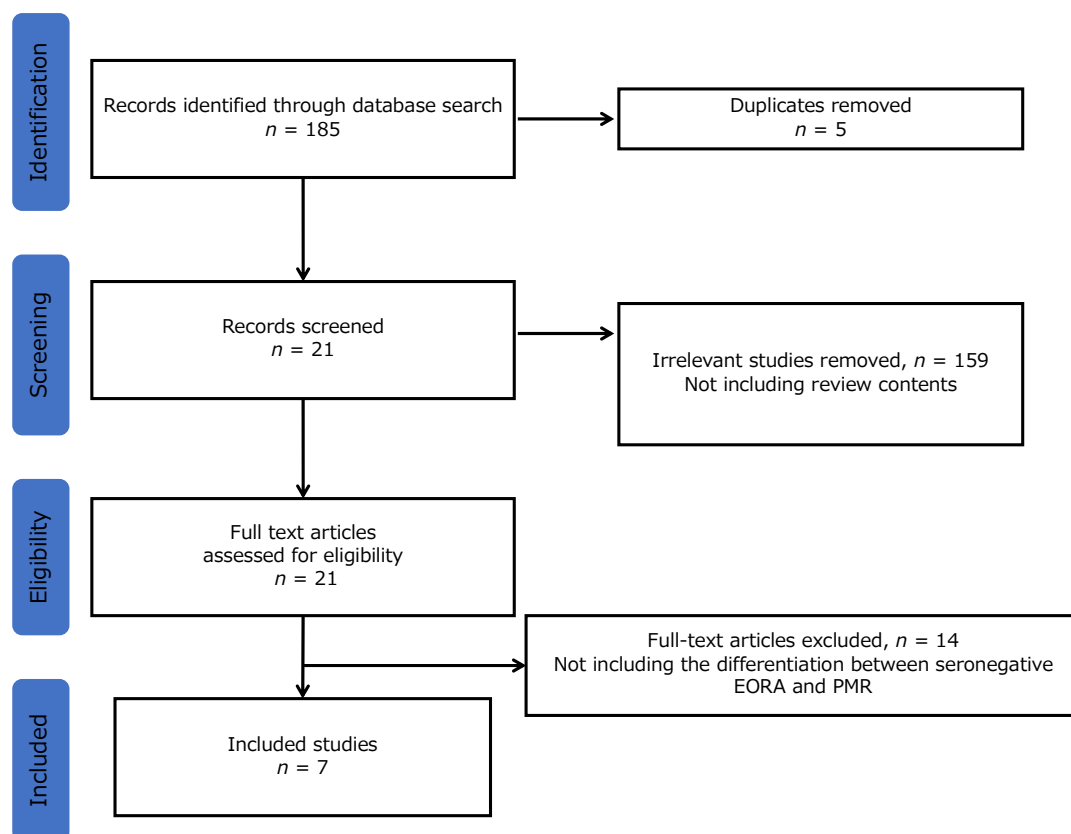 Identification
Records identified through database search
n = 185
Duplicates removed
n = 5
Screening
Records screened
n = 21
Irrelevant studies removed, n = 159
Not including review contents
Eligibility
Full text articles
assessed for eligibility
n = 21
Full-text articles excluded, n = 14
Not including the differentiation between seronegative
EORA and PMR
Included
Included studies
n = 7